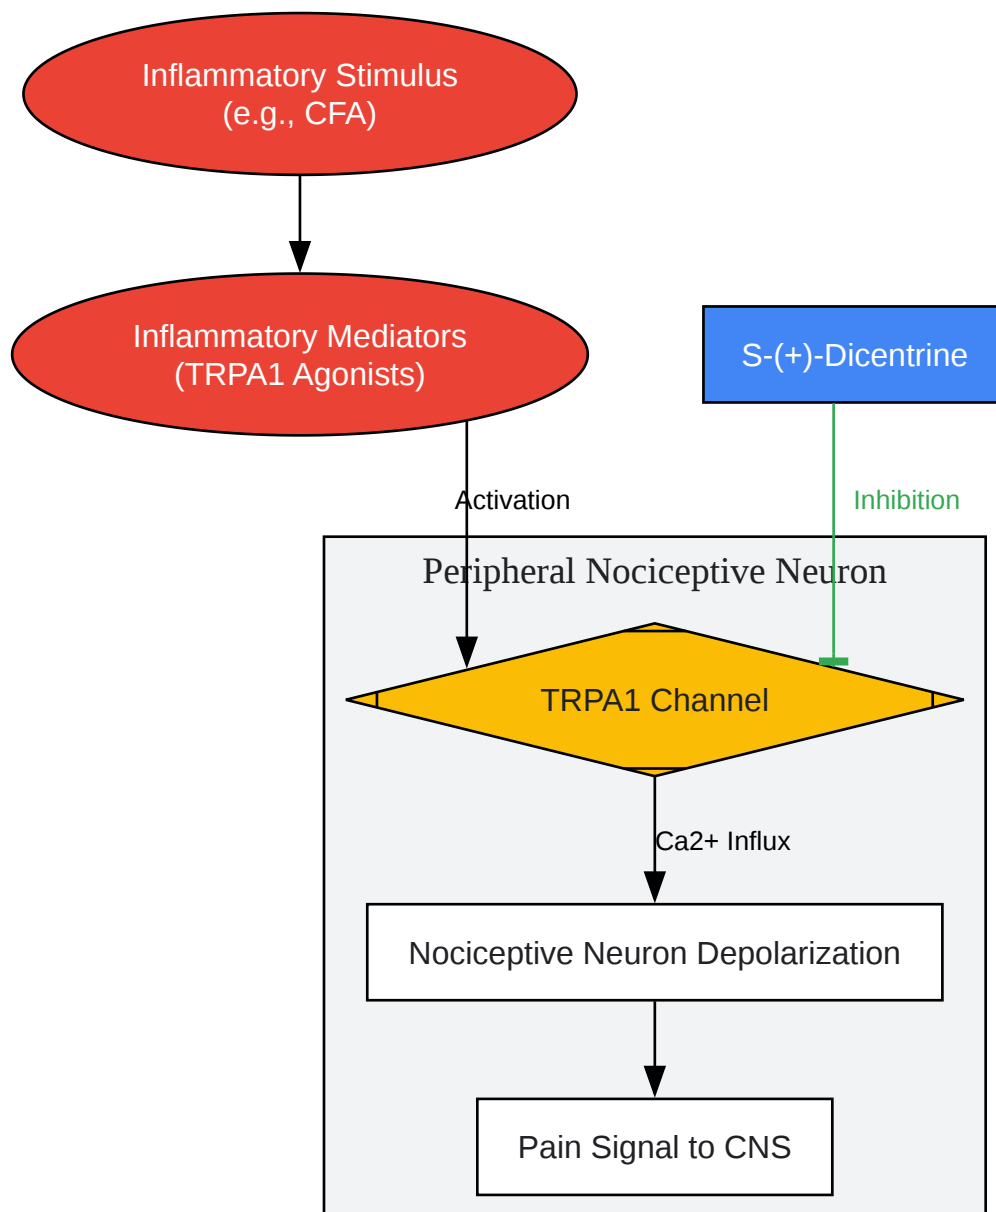 Inflammatory Stimulus
(e.g., CFA)
Inflammatory Mediators
(TRPA1 Agonists)
S-(+)-Dicentrine
Activation
Inhibition
Peripheral Nociceptive Neuron
TRPA1 Channel
Ca2+ Influx
Nociceptive Neuron Depolarization
Pain Signal to CNS